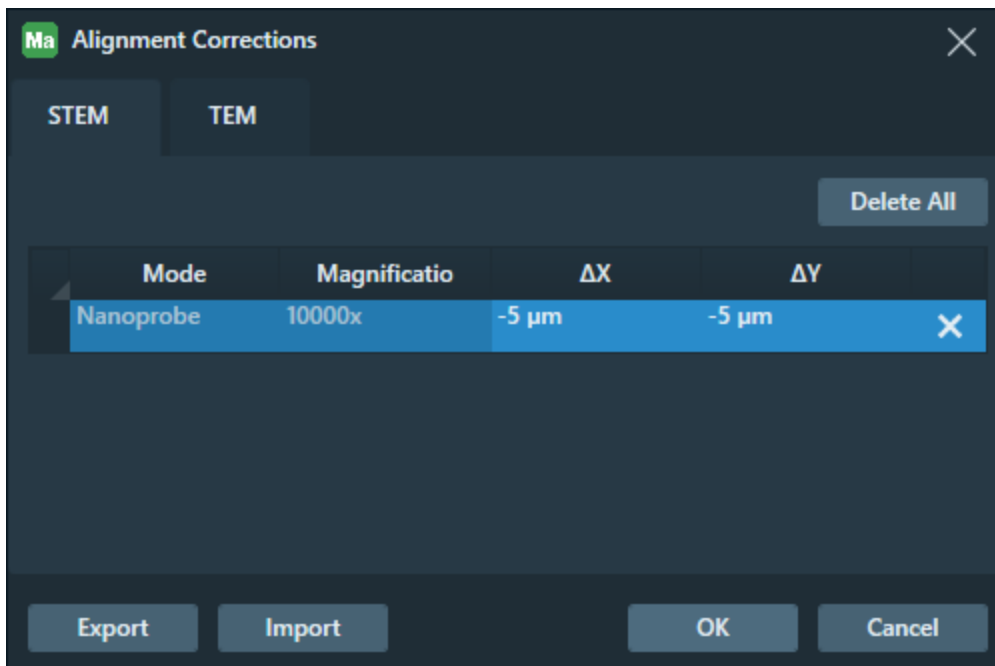 Ma Alignment Corrections
STEM TEM
Delete All
Mode Magnificatio ΔX ΔY
Nanoprobe 10000x -5 μm -5 μm
Export Import OK Cancel